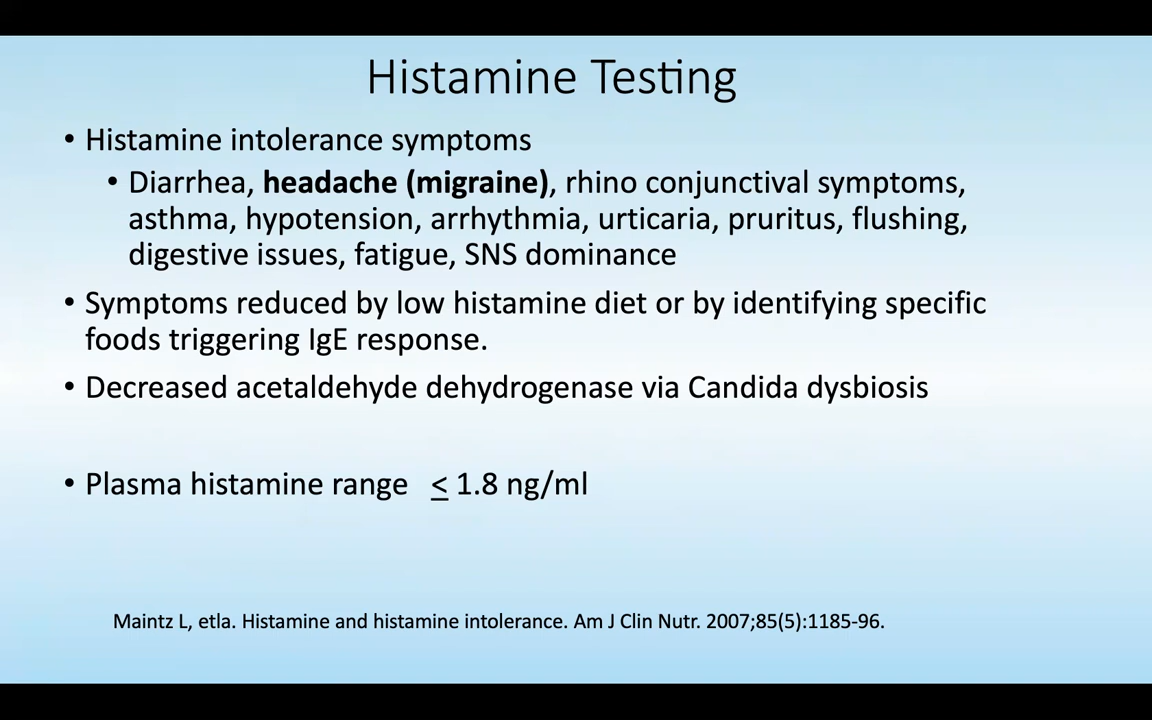 Histamine Testing
• Histamine intolerance symptoms
• Diarrhea, headache (migraine), rhino conjunctival symptoms,
asthma, hypotension, arrhythmia, urticaria, pruritus, flushing,
digestive issues, fatigue, SNS dominance
• Symptoms reduced by low histamine diet or by identifying specific
foods triggering IgE response.
• Decreased acetaldehyde dehydrogenase via Candida dysbiosis
• Plasma histamine range ≤ 1.8 ng/ml
Maintz L, etla. Histamine and histamine intolerance. Am J Clin Nutr. 2007;85(5):1185-96.